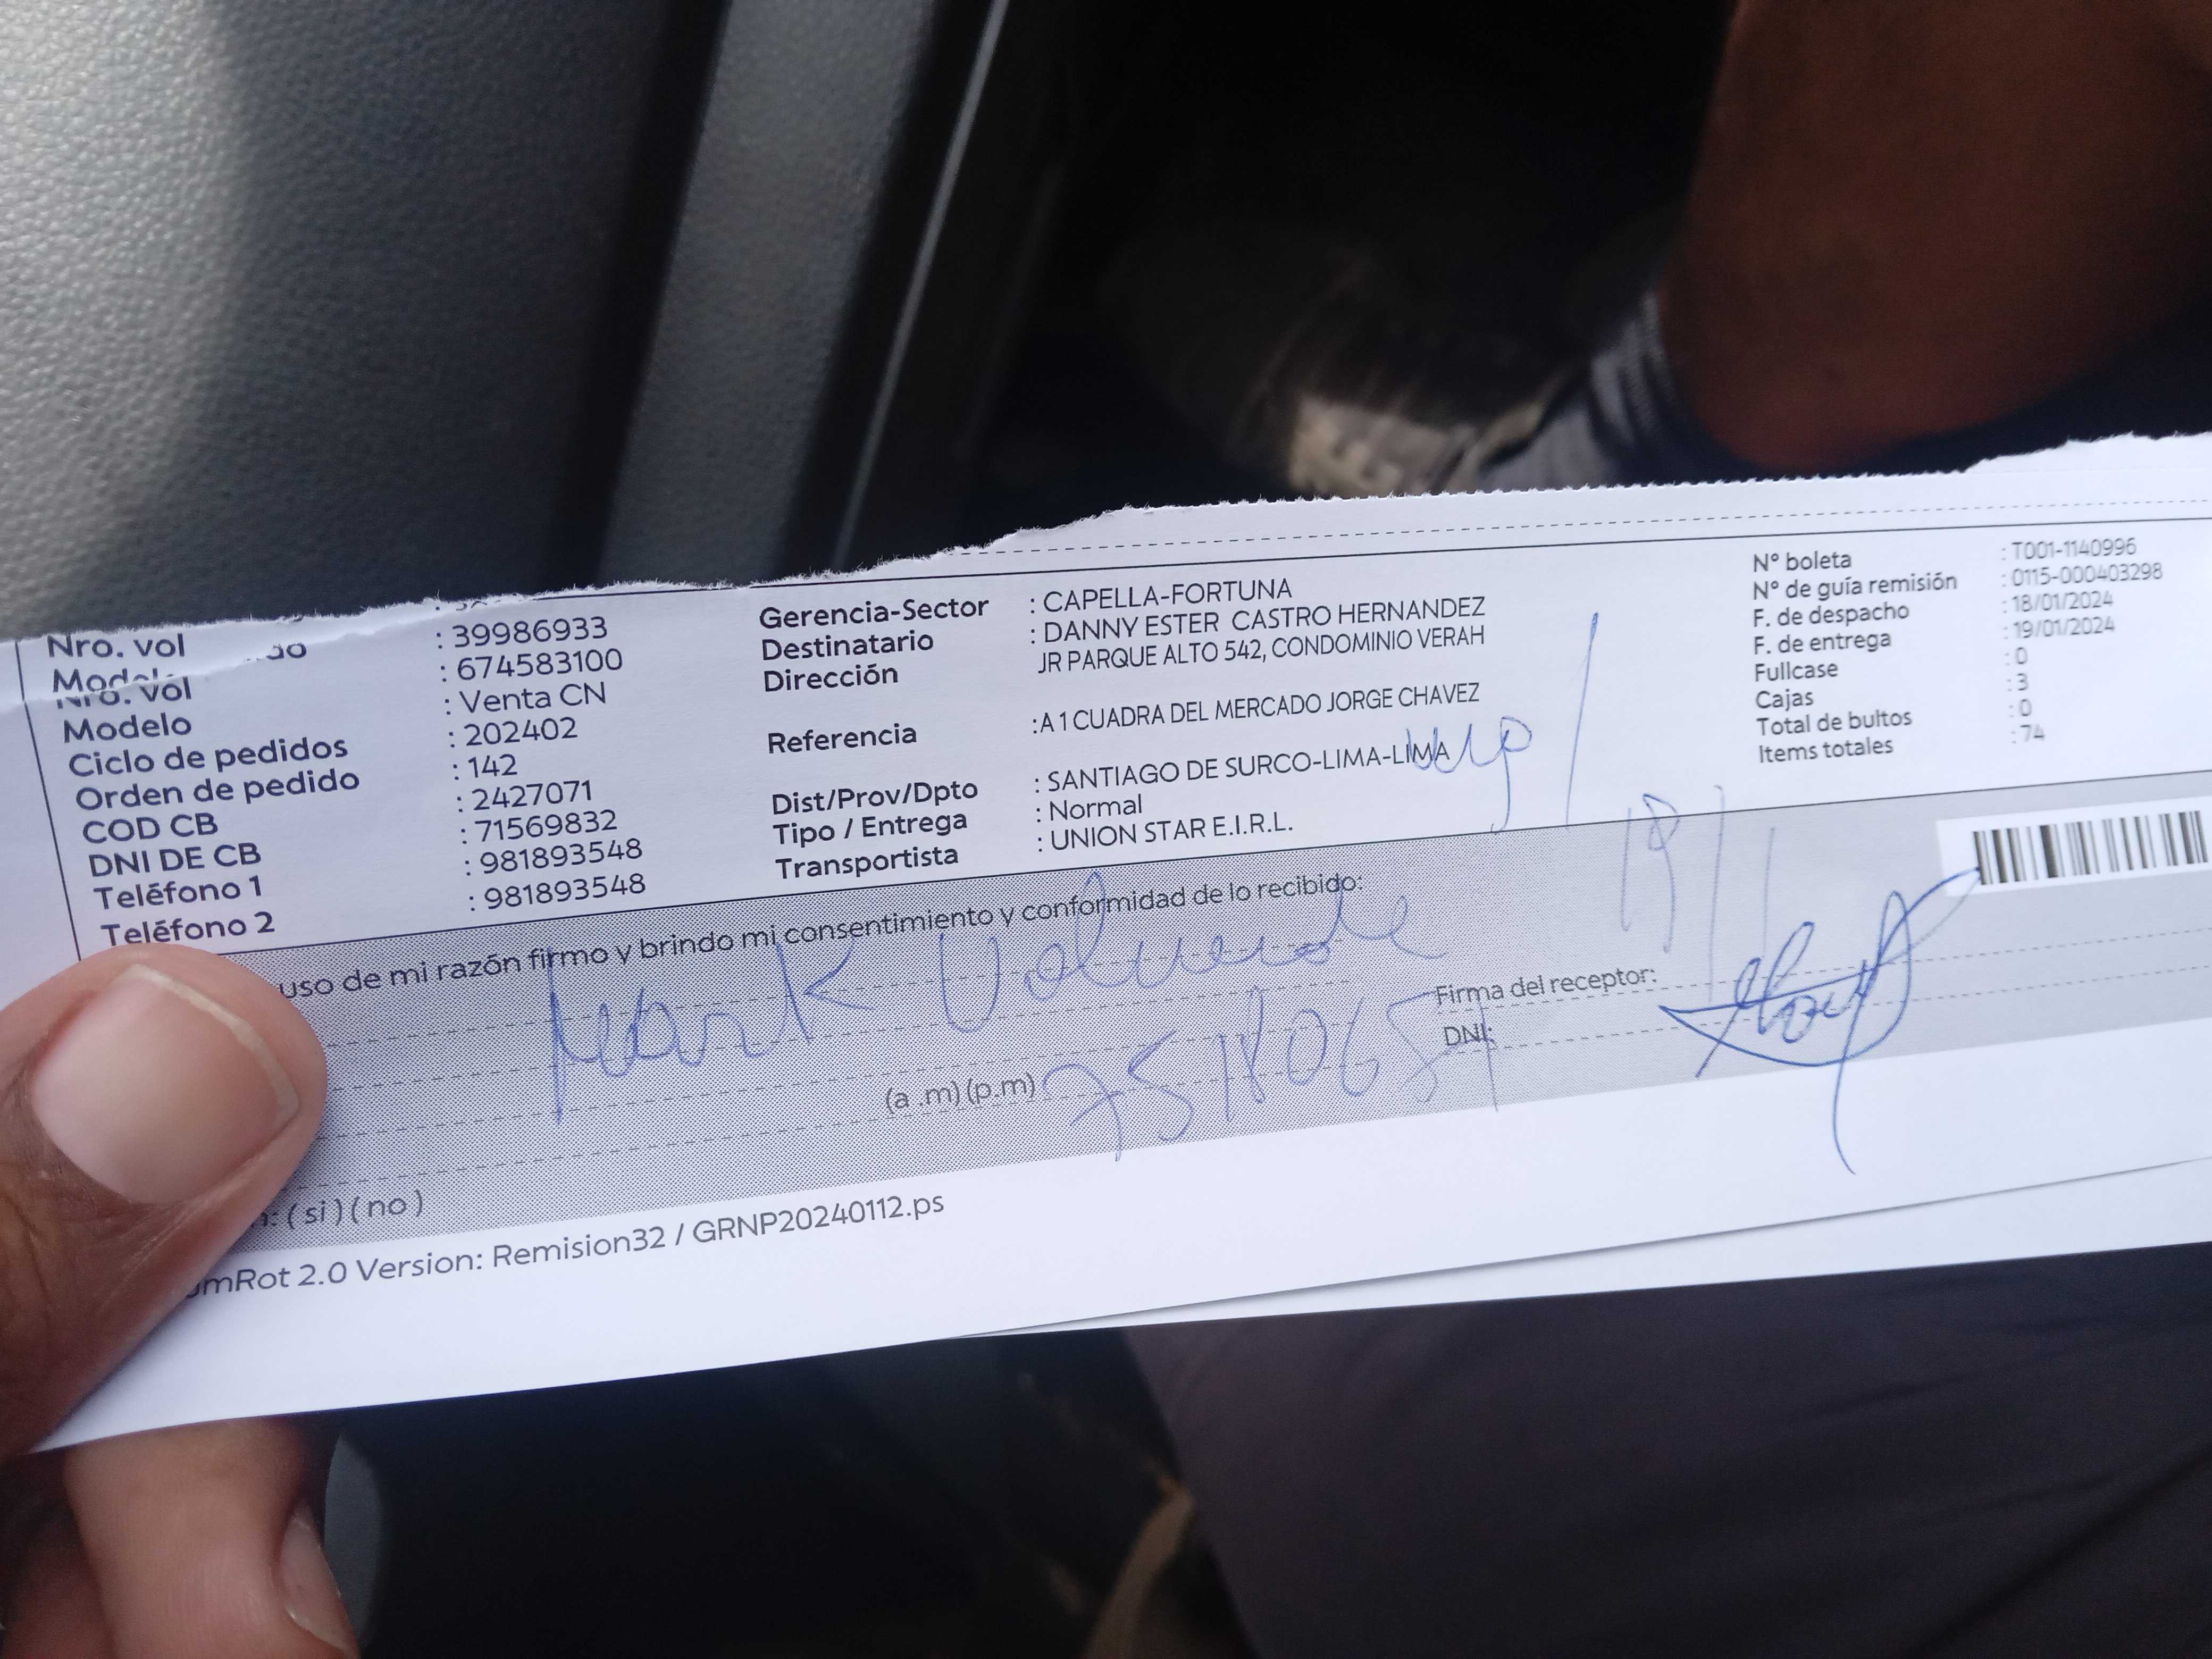 Nro. vol
Nro. vol : 39986933
Modelo : 674583100
Ciclo de pedidos : Venta CN
Orden de pedido : 202402
COD CB : 142
DNI DE CB : 2427071
Teléfono 1 : 71569832
Teléfono 2 : 981893548
: 981893548
Gerencia-Sector : CAPELLA-FORTUNA
Destinatario : DANNY ESTER CASTRO HERNANDEZ
Dirección JR PARQUE ALTO 542, CONDOMINIO VERAH
Referencia : A 1 CUADRA DEL MERCADO JORGE CHAVEZ
Dist/Prov/Dpto : SANTIAGO DE SURCO-LIMA-LIMA
Tipo / Entrega : Normal
Transportista : UNION STAR E.I.R.L.
N° boleta : T001-1140996
N° de guía remisión : 0115-000403298
F. de despacho : 18/01/2024
F. de entrega : 19/01/2024
Fullcase : 0
Cajas : 3
Total de bultos : 0
Items totales : 74
uso de mi razón firmo y brindo mi consentimiento y conformidad de lo recibido:
Firma del receptor:
DNI:
(a .m) (p.m)
: ( si ) ( no )
mRot 2.0 Version: Remision32 / GRNP20240112.ps